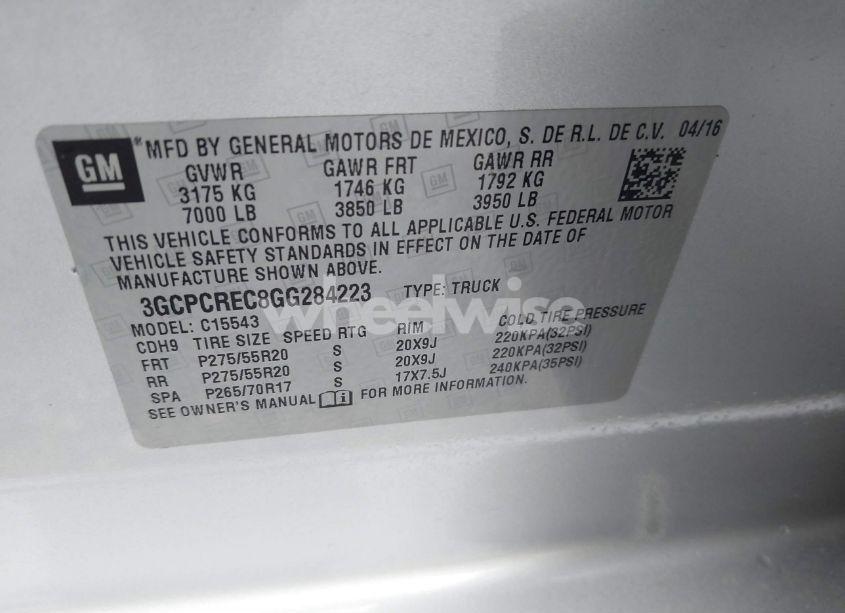 GM
*MFD BY GENERAL MOTORS DE MEXICO, S. DE R.L. DE C.V. 04/16
GVWR GAWR FRT GAWR RR
3175 KG 1746 KG 1792 KG
7000 LB 3850 LB 3950 LB
THIS VEHICLE CONFORMS TO ALL APPLICABLE U.S. FEDERAL MOTOR
VEHICLE SAFETY STANDARDS IN EFFECT ON THE DATE OF
MANUFACTURE SHOWN ABOVE.
3GCPCREC8GG284223 TYPE: TRUCK
wheelwise
MODEL: C15543
CDH9 TIRE SIZE SPEED RTG RIM COLD TIRE PRESSURE
FRT P275/55R20 S 20X9J 220KPA(32PSI)
RR P275/55R20 S 20X9J 220KPA(32PSI)
SPA P265/70R17 S 17X7.5J 240KPA(35PSI)
SEE OWNER'S MANUAL FOR MORE INFORMATION.